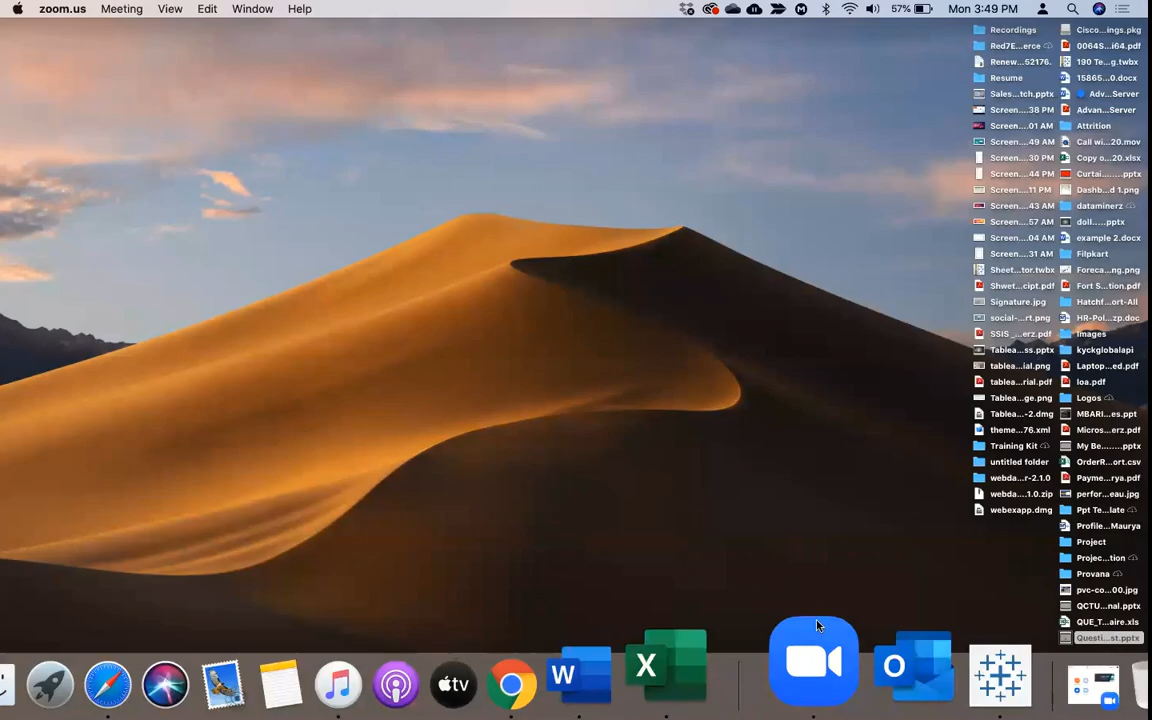 zoom.us Meeting View Edit Window Help 57% Mon 3:49 PM
Recordings
Red7E...erce
Renew...52176.
Resume
Sales...tch.pptx
Screen....38 PM
Screen....01 AM
Screen....49 AM
Screen....30 PM
Screen....44 PM
Screen....11 PM
Screen....43 AM
Screen....57 AM
Screen....04 AM
Screen....31 AM
Sheet...tor.twbx
Shwet...cipt.pdf
Signature.jpg
social-...rt.png
SSIS_...erz.pdf
Tablea...ss.pptx
tablea...ial.png
tablea...rial.pdf
Tablea...ge.png
Tablea...-2.dmg
theme...76.xml
Training Kit
untitled folder
webda...r-2.1.0
webda....1.0.zip
webexapp.dmg
Cisco...ings.pkg
0064S...i64.pdf
190 Te...g.twbx
15865...0.docx
Adv...Server
Advan...Server
Attrition
Call wi...20.mov
Copy o...20.xlsx
Curtai.......pptx
Dashb...d 1.png
dataminerz
doll.....pptx
example 2.docx
Filpkart
Foreca...ng.png
Fort S...tion.pdf
Hatchf...ort-All
HR-Pol...zp.doc
Images
kyckglobalapi
Laptop...ed.pdf
loa.pdf
Logos
MBARI...es.ppt
Micros...erz.pdf
My Be........pptx
OrderR...ort.csv
Payme...rya.pdf
perfor...eau.jpg
Ppt Te...late
Profile...Maurya
Project
Projec...tion
Provana
pvc-co...00.jpg
QCTU...nal.pptx
QUE_T...aire.xls
Questi...st.pptx
tv
W
X
O